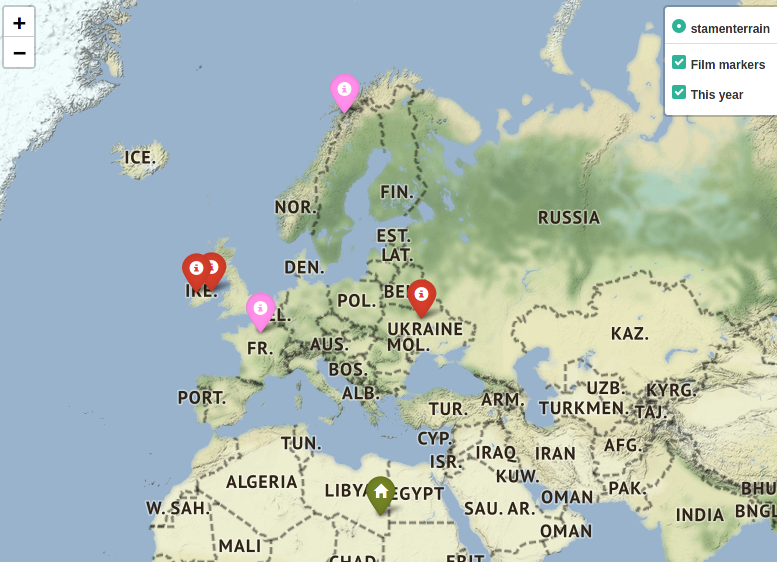 +
−
stamenterrain
Film markers
This year
ICE.
FIN.
NOR.
RUSSIA
EST.
LAT.
DEN.
IRE.
POL.
UKRAINE
MOL.
KAZ.
FR.
AUS.
BOS.
ALB.
PORT.
UZB.
KYRG.
TUR.
ARM.
TURKMEN.
TAJ.
TUN.
CYP.
ISR.
IRAQ
IRAN
AFG.
KUW.
ALGERIA
LIBYA
EGYPT
OMAN
PAK.
BHU
W. SAH.
SAU. AR.
INDIA
BNGL
OMAN
MALI
CHAD
ERIT